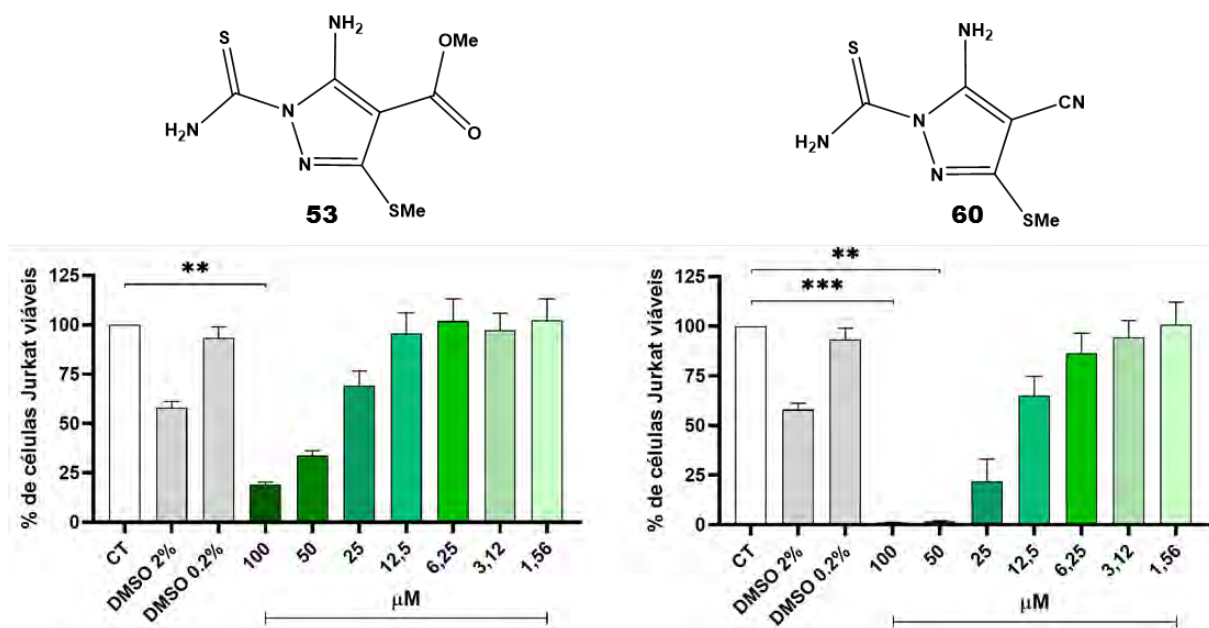 NH2
OMe
S
N
H2N
N
O
SMe
53
NH2
S
CN
N
H2N
N
SMe
60
% de células Jurkat viáveis
125
100
75
50
25
0
**
CT
DMSO 2%
DMSO 0.2%
100
50
25
12,5
6,25
3,12
1,56
µM
% de células Jurkat viáveis
125
100
75
50
25
0
**
***
CT
DMSO 2%
DMSO 0.2%
100
50
25
12,5
6,25
3,12
1,56
µM